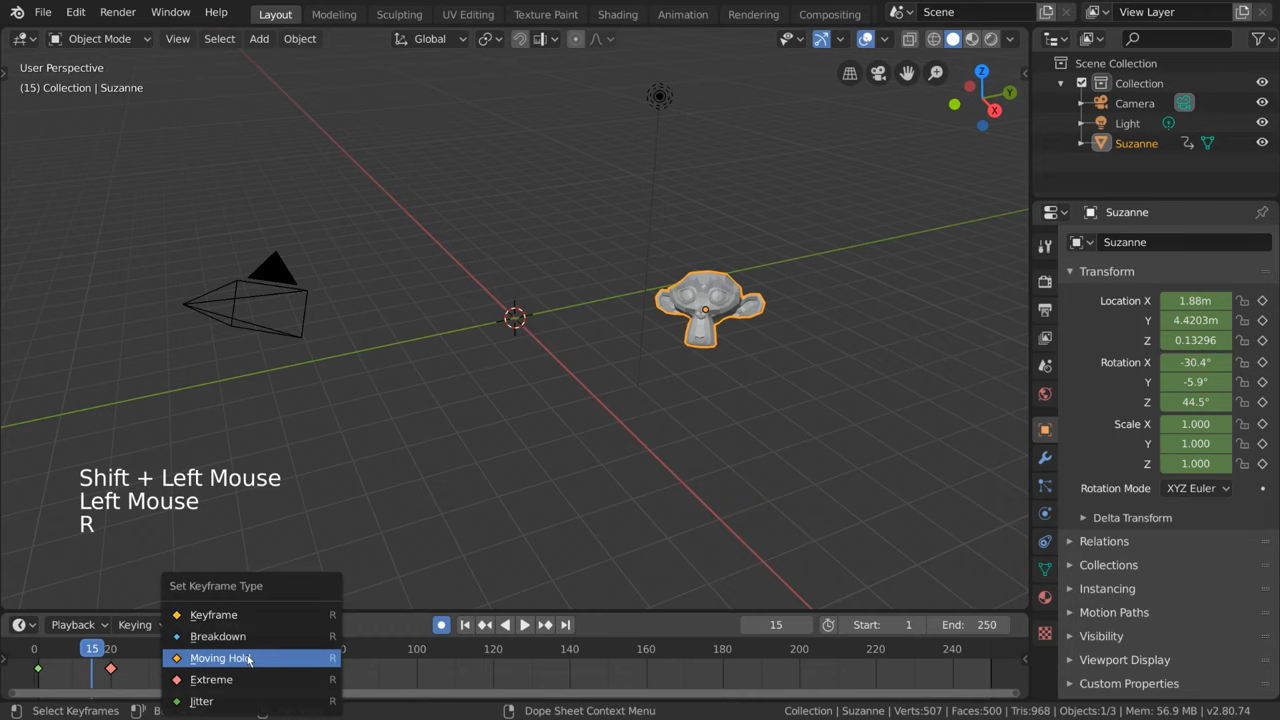 File Edit Render Window Help Layout Modeling Sculpting UV Editing Texture Paint Shading Animation Rendering Compositing Scene View Layer
Object Mode View Select Add Object Global
User Perspective
(15) Collection | Suzanne
Z
Y
X
Scene Collection
Collection
Camera
Light
Suzanne
Suzanne
Suzanne
Transform
Location X 1.88m
Y 4.4203m
Z 0.13296
Rotation X -30.4°
Y -5.9°
Z 44.5°
Scale X 1.000
Y 1.000
Z 1.000
Rotation Mode XYZ Euler
Delta Transform
Relations
Collections
Instancing
Motion Paths
Visibility
Viewport Display
Custom Properties
Shift + Left Mouse
Left Mouse
R
Set Keyframe Type
Keyframe R
Breakdown R
Moving Hold R
Extreme R
Jitter R
Playback Keying 15 Start: 1 End: 250
0 15 20 100 120 140 160 180 200 220 240
Select Keyframes Dope Sheet Context Menu Collection | Suzanne | Verts:507 | Faces:500 | Tris:968 | Objects:1/3 | Mem: 56.9 MB | v2.80.74